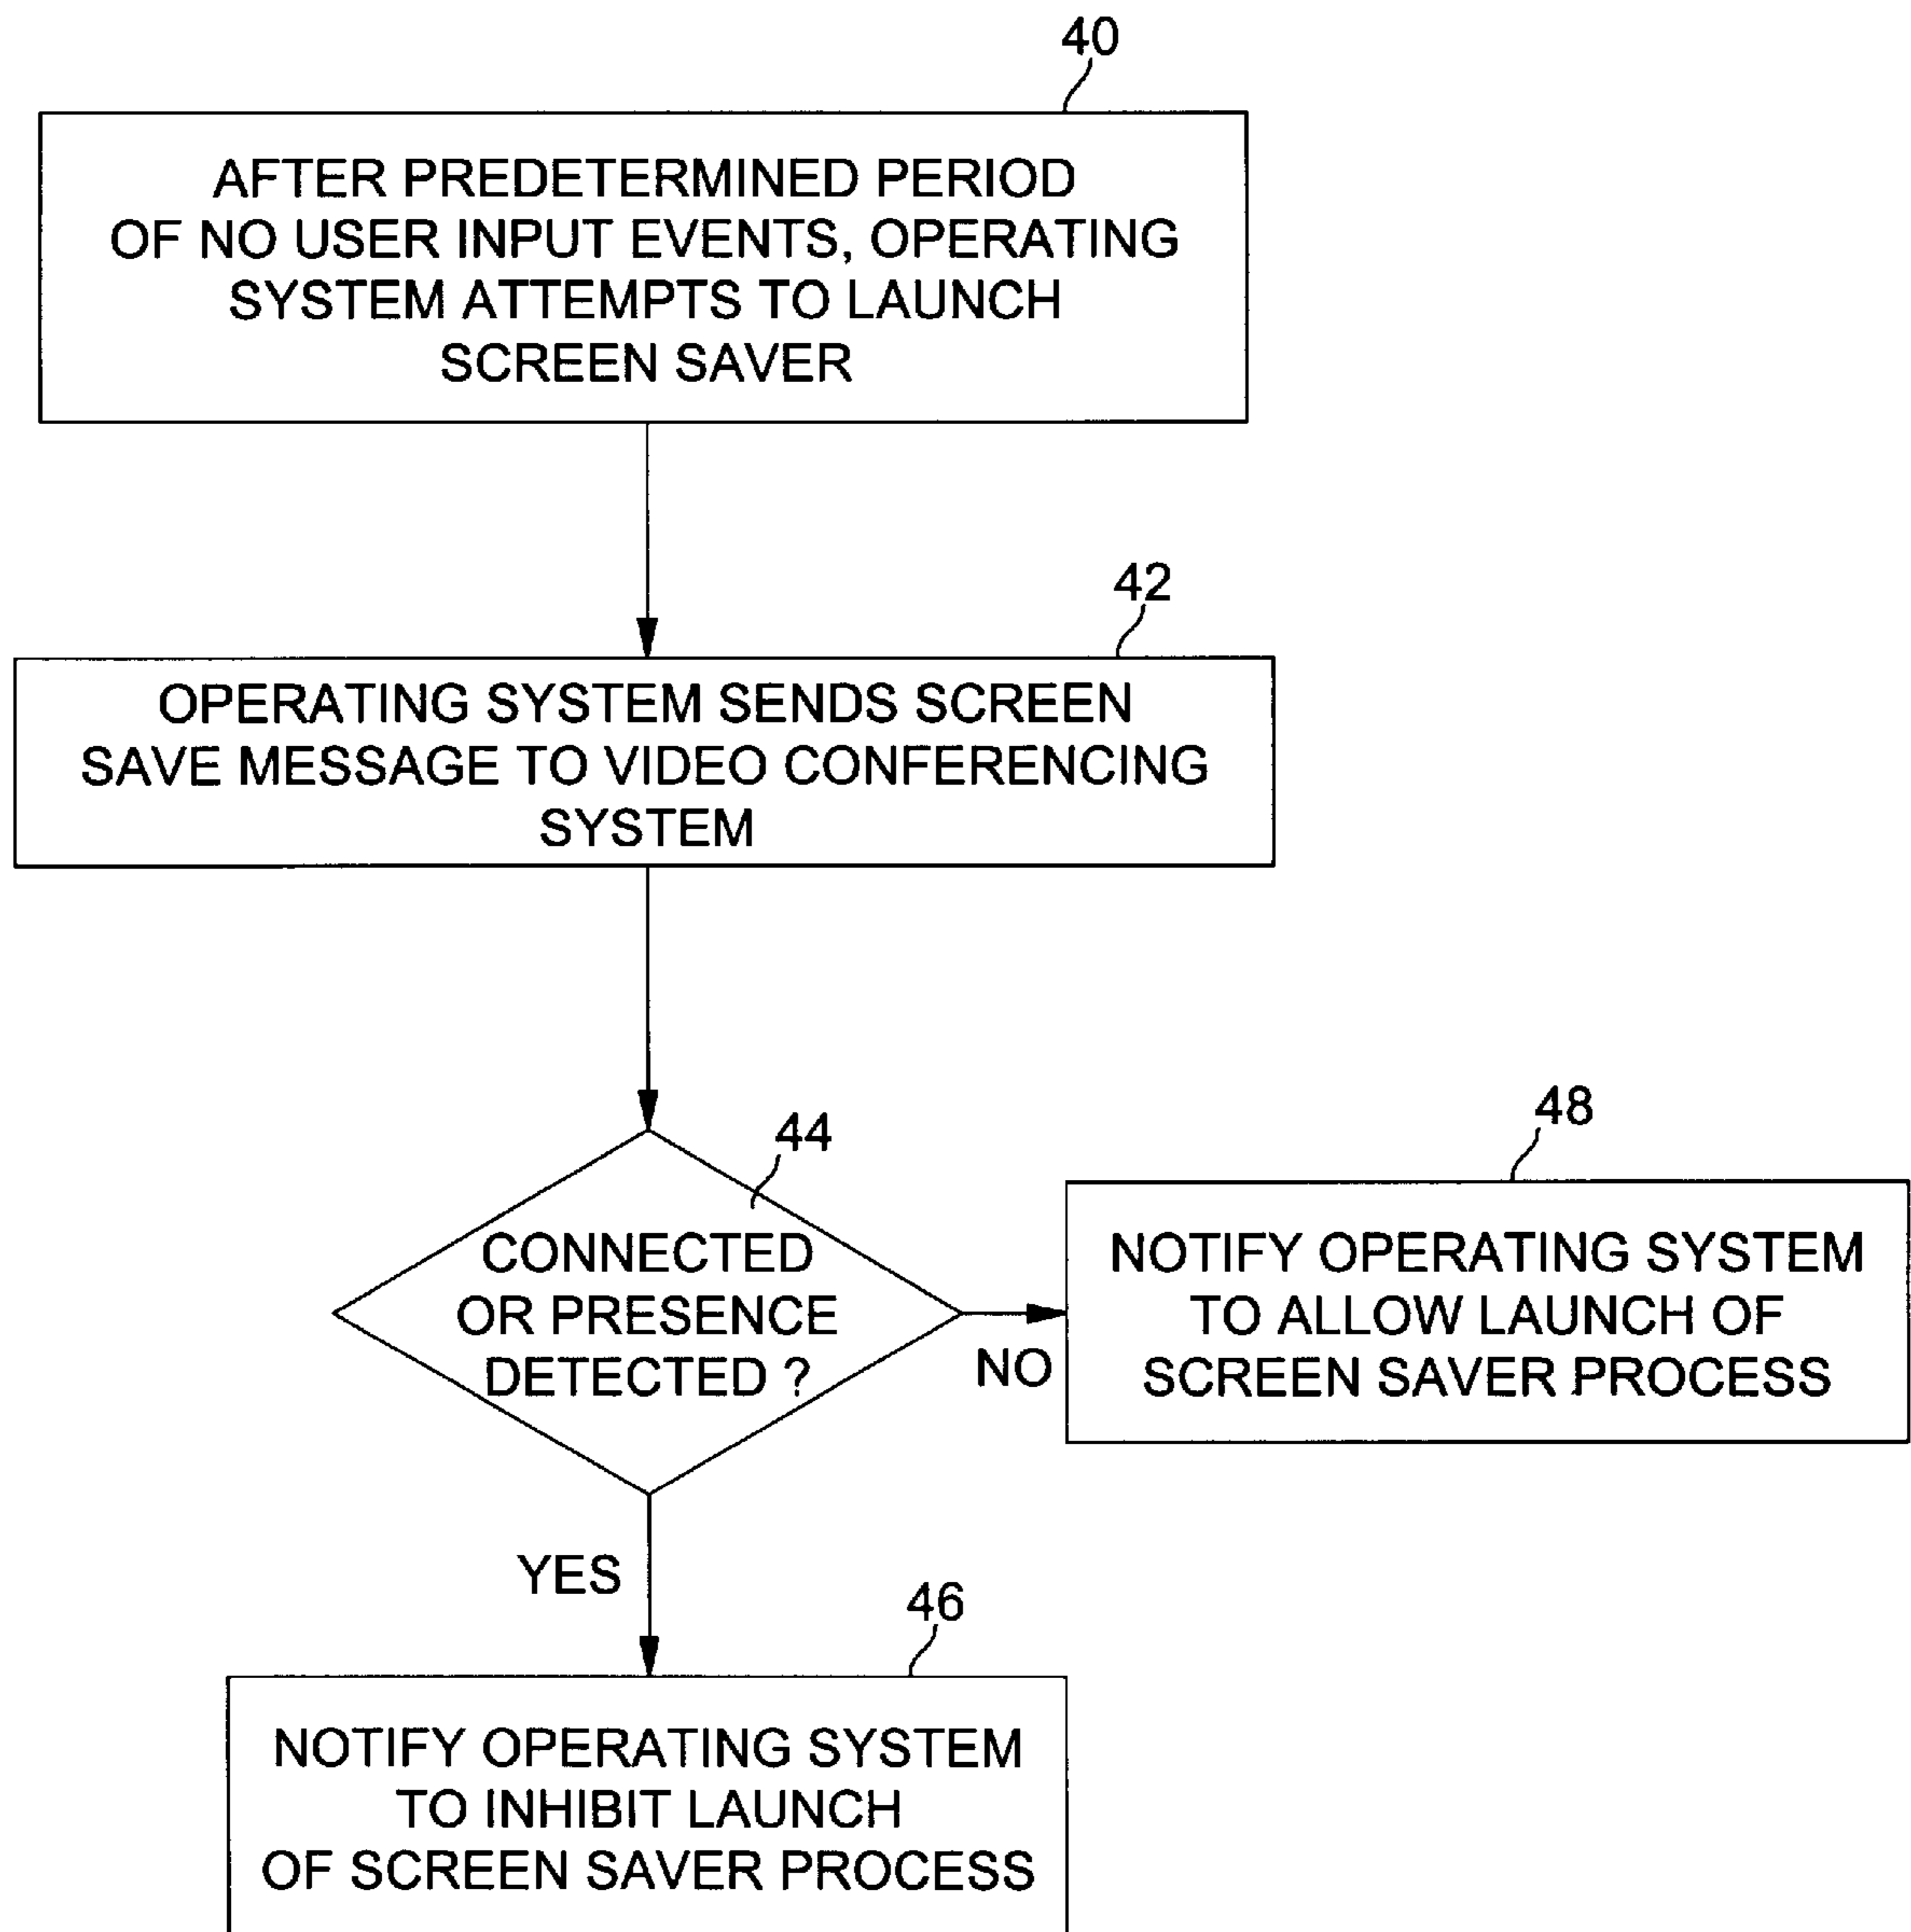 40
AFTER PREDETERMINED PERIOD
OF NO USER INPUT EVENTS, OPERATING
SYSTEM ATTEMPTS TO LAUNCH
SCREEN SAVER
42
OPERATING SYSTEM SENDS SCREEN
SAVE MESSAGE TO VIDEO CONFERENCING
SYSTEM
44
CONNECTED
OR PRESENCE
DETECTED ?
NO
48
NOTIFY OPERATING SYSTEM
TO ALLOW LAUNCH OF
SCREEN SAVER PROCESS
YES
46
NOTIFY OPERATING SYSTEM
TO INHIBIT LAUNCH
OF SCREEN SAVER PROCESS